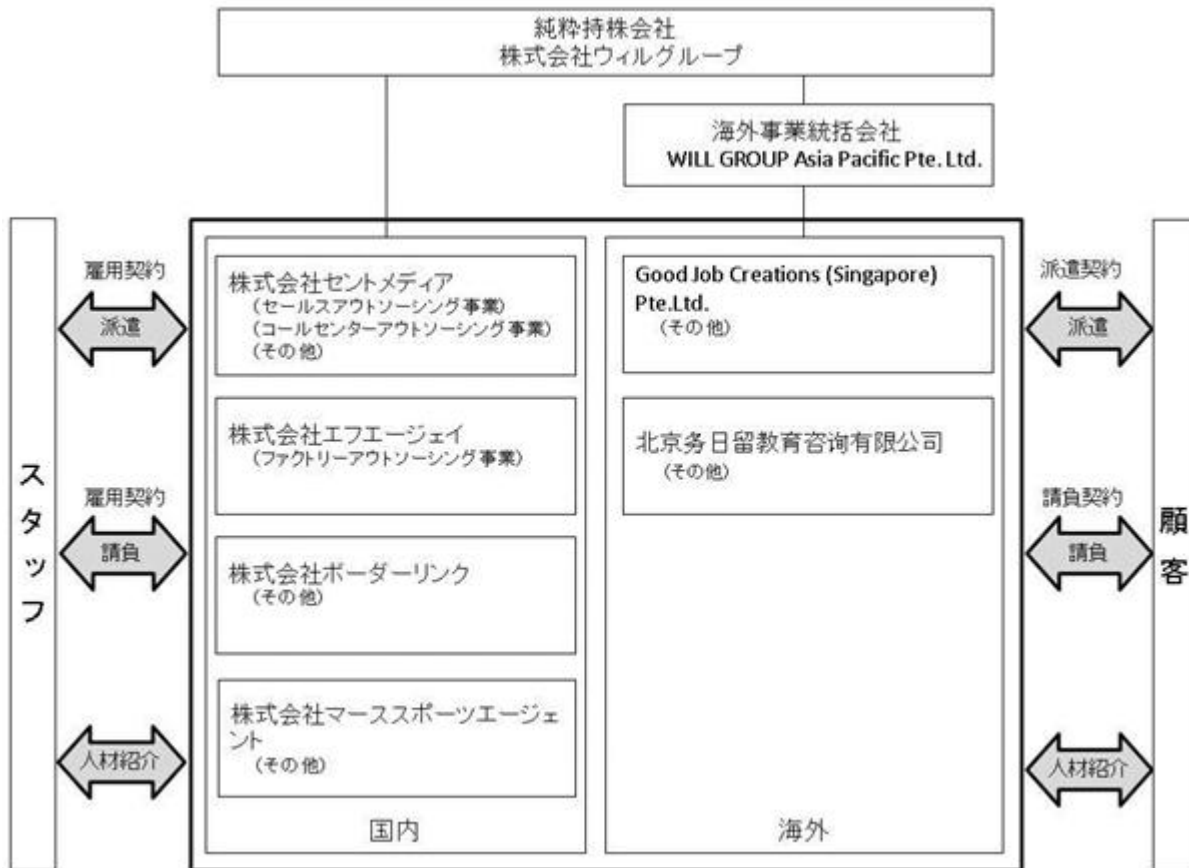 純粋持株会社
株式会社ウィルグループ
海外事業統括会社
WILL GROUP Asia Pacific Pte. Ltd.
スタッフ
雇用契約
派遣
雇用契約
請負
人材紹介
株式会社セントメディア
(セールスアウトソーシング事業)
(コールセンターアウトソーシング事業)
(その他)
株式会社エフエージェイ
(ファクトリーアウトソーシング事業)
株式会社ボーダーリンク
(その他)
株式会社マーススポーツエージェ
ント
(その他)
国内
Good Job Creations (Singapore)
Pte.Ltd.
(その他)
北京务日留教育咨询有限公司
(その他)
海外
派遣契約
派遣
請負契約
請負
人材紹介
顧客